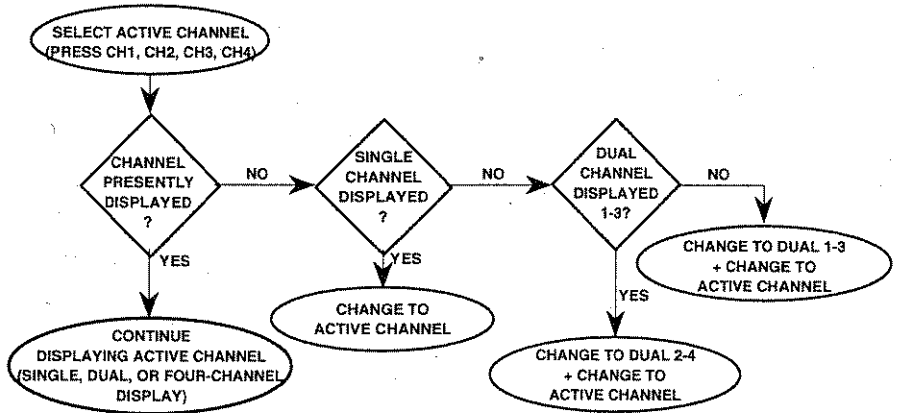 SELECT ACTIVE CHANNEL
(PRESS CH1, CH2, CH3, CH4)
CHANNEL
PRESENTLY
DISPLAYED
?
NO
YES
SINGLE
CHANNEL
DISPLAYED
?
NO
YES
DUAL
CHANNEL
DISPLAYED
1-3?
NO
YES
CONTINUE
DISPLAYING ACTIVE CHANNEL
(SINGLE, DUAL, OR FOUR-CHANNEL
DISPLAY)
CHANGE TO
ACTIVE CHANNEL
CHANGE TO DUAL 2-4
+ CHANGE TO
ACTIVE CHANNEL
CHANGE TO DUAL 1-3
+ CHANGE TO
ACTIVE CHANNEL